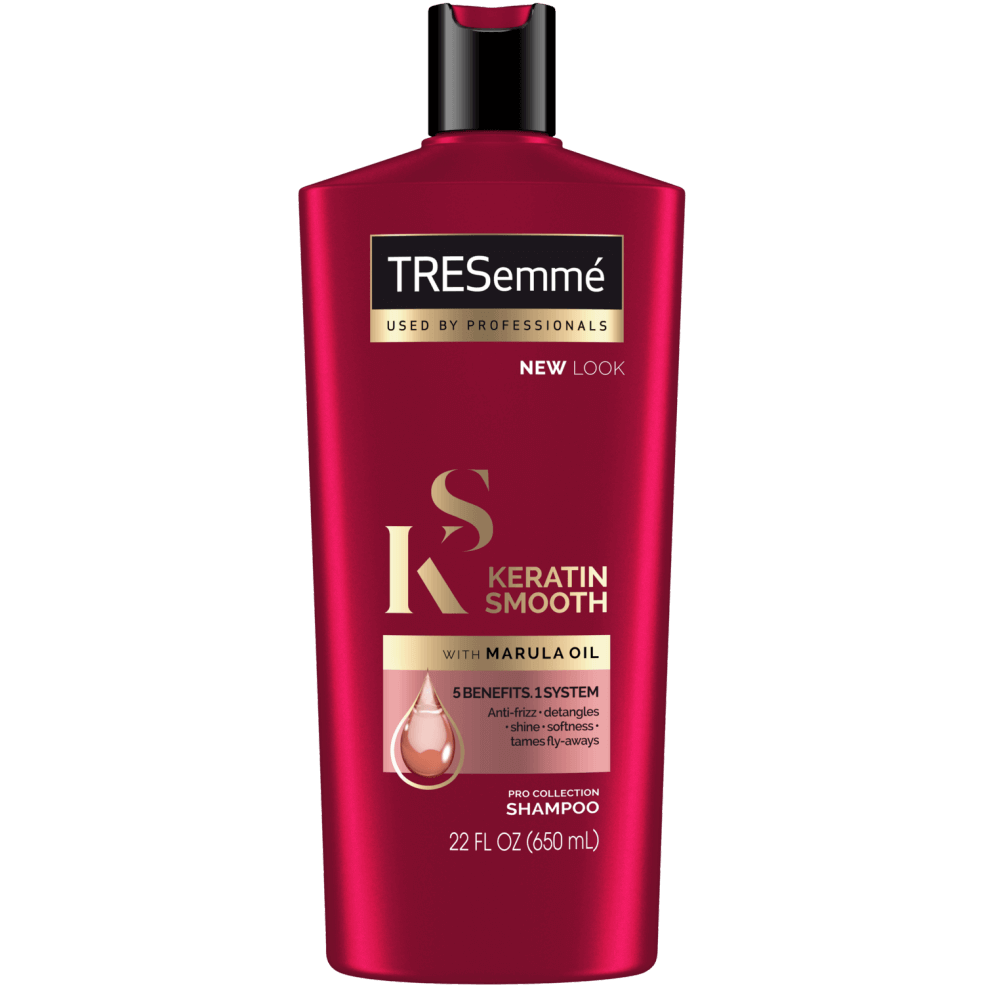 TRESemmé
USED BY PROFESSIONALS
NEW LOOK
KS
KERATIN
SMOOTH
WITH MARULA OIL
5 BENEFITS. 1 SYSTEM
Anti-frizz • detangles
• shine • softness •
tames fly-aways
PRO COLLECTION
SHAMPOO
22 FL OZ (650 mL)